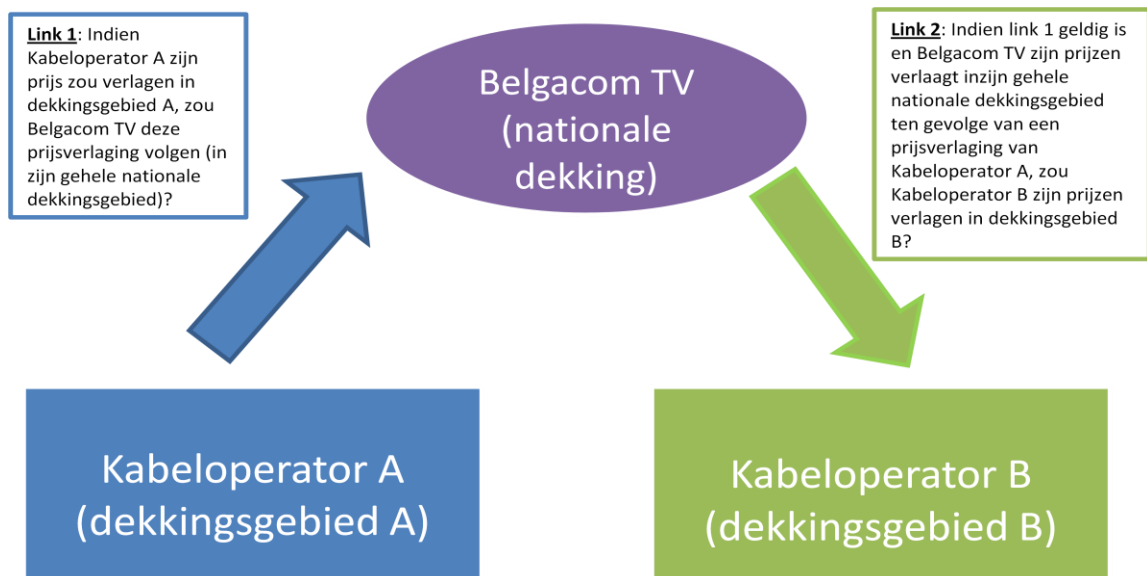 Link 1: Indien
Kabeloperator A zijn
prijs zou verlagen in
dekkingsgebied A, zou
Belgacom TV deze
prijsverlaging volgen (in
zijn gehele nationale
dekkingsgebied)?
Belgacom TV
(nationale
dekking)
Link 2: Indien link 1 geldig is
en Belgacom TV zijn prijzen
verlaagt inzijn gehele
nationale dekkingsgebied
ten gevolge van een
prijsverlaging van
Kabeloperator A, zou
Kabeloperator B zijn prijzen
verlagen in dekkingsgebied
B?
Kabeloperator A
(dekkingsgebied A)
Kabeloperator B
(dekkingsgebied B)